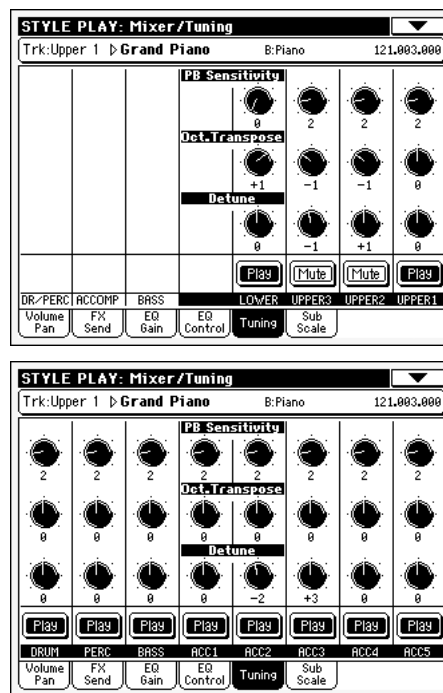 STYLE PLAY: Mixer/Tuning
Trk:Upper 1 ▷Grand Piano B:Piano 121.003.000
PB Sensitivity
0 2 2 2
Oct.Transpose
+1 -1 -1 0
Detune
0 -1 +1 0
Play Mute Mute Play
DR/PERC ACCOMP BASS LOWER UPPER3 UPPER2 UPPER1
Volume Pan FX Send EQ Gain EQ Control Tuning Sub Scale
STYLE PLAY: Mixer/Tuning
Trk:Upper 1 ▷Grand Piano B:Piano 121.003.000
PB Sensitivity
2 2 2 2 2 2 2 2
Oct.Transpose
0 0 0 0 0 0 0 0
Detune
0 0 0 0 -2 +3 0 0
Play Play Play Play Play Play Play Play
DRUM PERC BASS ACC1 ACC2 ACC3 ACC4 ACC5
Volume Pan FX Send EQ Gain EQ Control Tuning Sub Scale